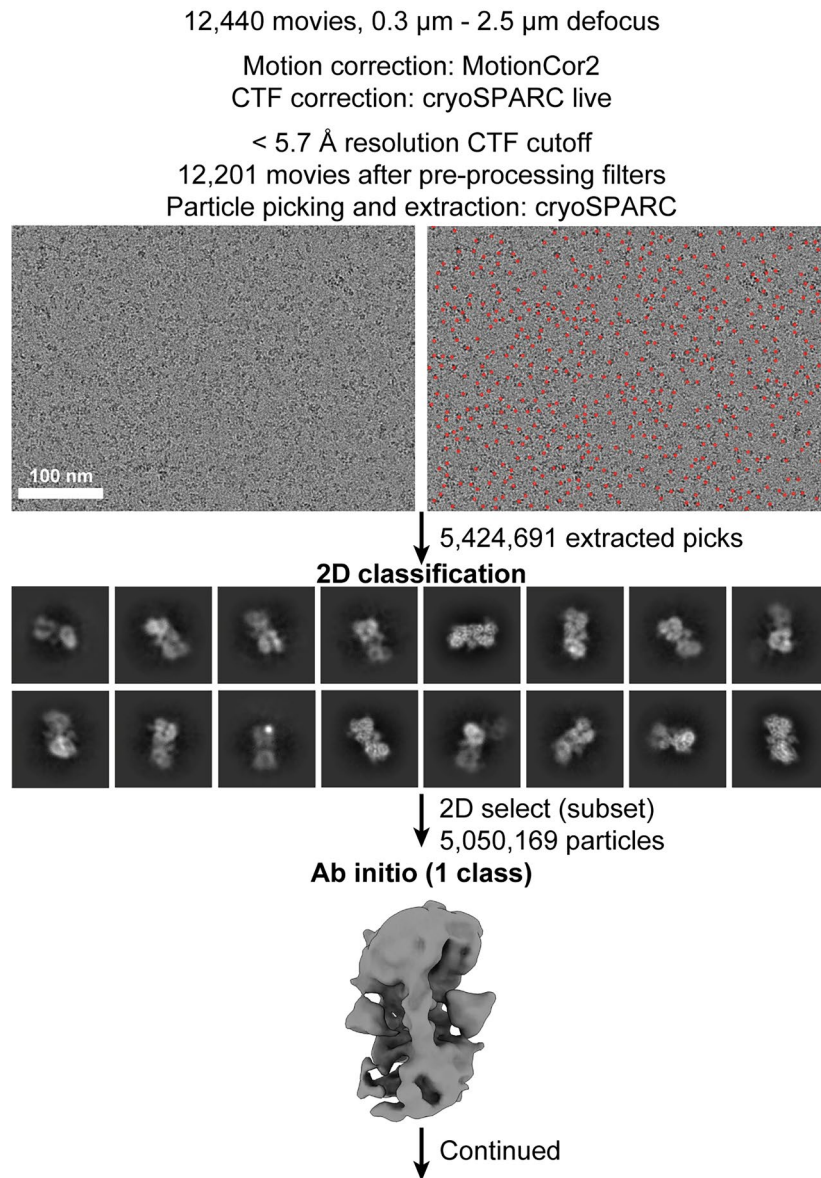 12,440 movies, 0.3 μm - 2.5 μm defocus
Motion correction: MotionCor2
CTF correction: cryoSPARC live
< 5.7 Å resolution CTF cutoff
12,201 movies after pre-processing filters
Particle picking and extraction: cryoSPARC
100 nm
5,424,691 extracted picks
2D classification
2D select (subset)
5,050,169 particles
Ab initio (1 class)
Continued